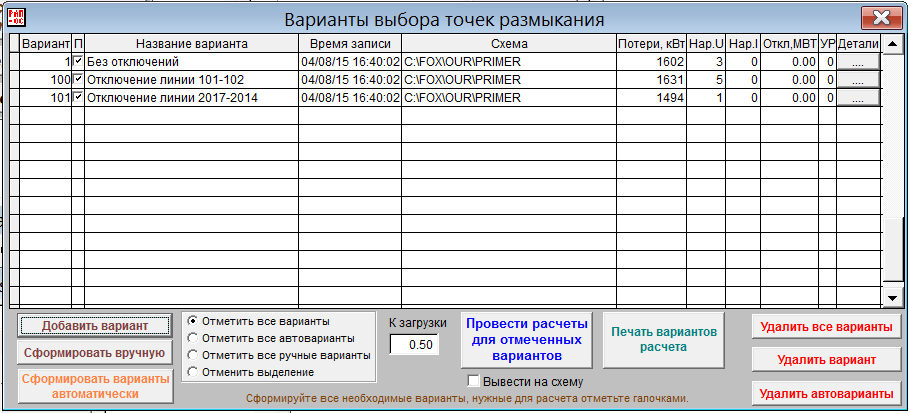 РАП
-ОС
Варианты выбора точек размыкания
Вариант П Название варианта Время записи Схема Потери, кВт Нар.U Нар.I Откл,МВТ УР Детали
1 Без отключений 04/08/15 16:40:02 C:\FOX\OUR\PRIMER 1602 3 0 0.00 0 ....
100 Отключение линии 101-102 04/08/15 16:40:02 C:\FOX\OUR\PRIMER 1631 5 0 0.00 0 ....
101 Отключение линии 2017-2014 04/08/15 16:40:02 C:\FOX\OUR\PRIMER 1494 1 0 0.00 0 ....
Добавить вариант
Сформировать вручную
Сформировать варианты
автоматически
Отметить все варианты
Отметить все автоварианты
Отметить все ручные варианты
Отменить выделение
К загрузки
0.50
Провести расчеты
для отмеченных
вариантов
Вывести на схему
Печать вариантов
расчета
Удалить все варианты
Удалить вариант
Удалить автоварианты
Сформируйте все необходимые варианты, нужные для расчета отметьте галочками.